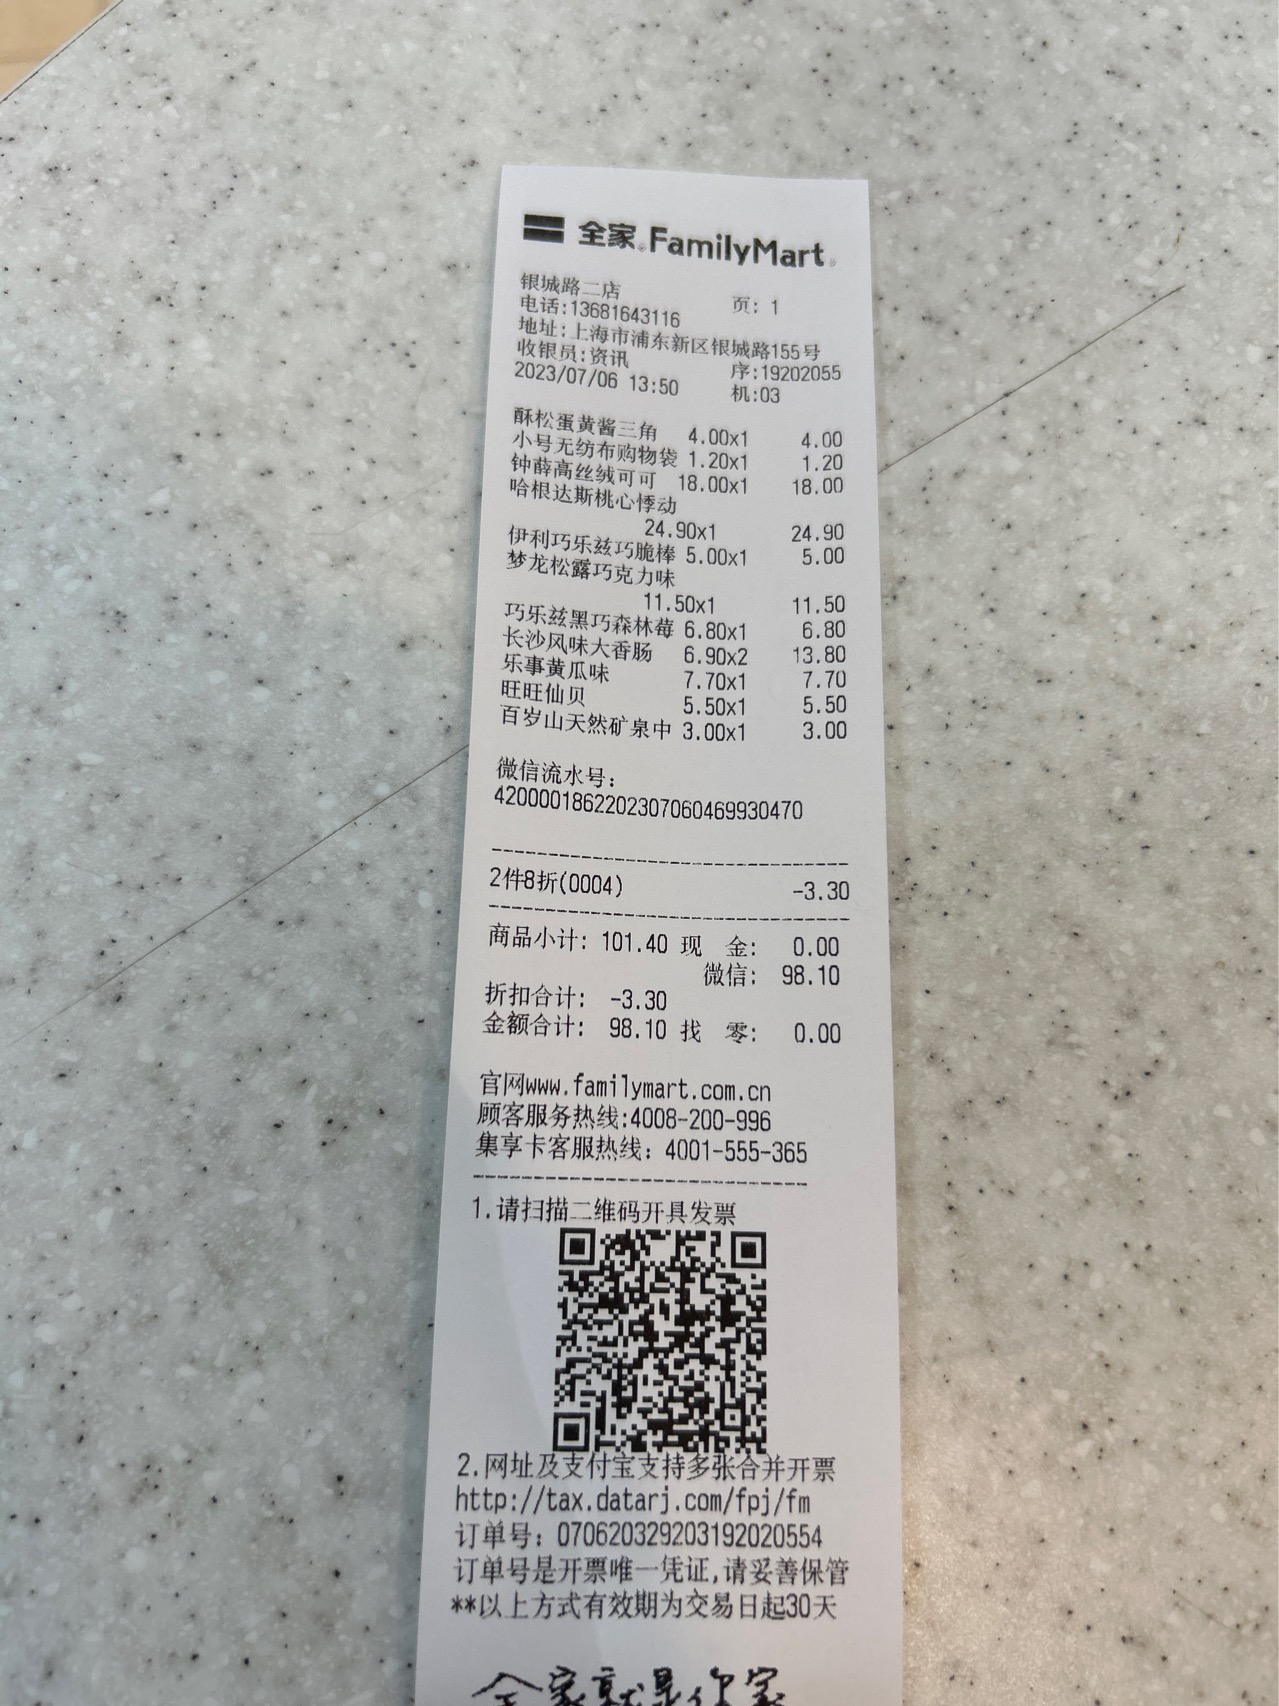 全家 FamilyMart
银城路二店 页: 1
电话:13681643116
地址:上海市浦东新区银城路155号
收银员:资讯 序:19202055
2023/07/06 13:50 机:03
酥松蛋黄酱三角 4.00x1 4.00
小号无纺布购物袋 1.20x1 1.20
钟薛高丝绒可可 18.00x1 18.00
哈根达斯桃心悸动
24.90x1 24.90
伊利巧乐兹巧脆棒 5.00x1 5.00
梦龙松露巧克力味
11.50x1 11.50
巧乐兹黑巧森林莓 6.80x1 6.80
长沙风味大香肠 6.90x2 13.80
乐事黄瓜味 7.70x1 7.70
旺旺仙贝 5.50x1 5.50
百岁山天然矿泉中 3.00x1 3.00
微信流水号:
4200001862202307060469930470
2件8折(0004) -3.30
商品小计: 101.40 现 金: 0.00
微信: 98.10
折扣合计: -3.30
金额合计: 98.10 找 零: 0.00
官网www.familymart.com.cn
顾客服务热线:4008-200-996
集享卡客服热线: 4001-555-365
1.请扫描二维码开具发票
2.网址及支付宝支持多张合并开票
http://tax.datarj.com/fpj/fm
订单号: 070620329203192020554
订单号是开票唯一凭证,请妥善保管
**以上方式有效期为交易日起30天
全家就是你家